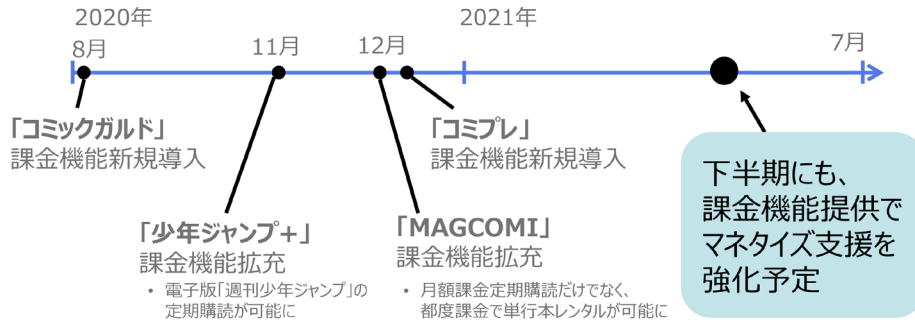 2020年
2021年
8月
11月
12月
7月
「コミックガルド」
課金機能新規導入
「コミプレ」
課金機能新規導入
「少年ジャンプ＋」
課金機能拡充
• 電子版「週刊少年ジャンプ」の
定期購読が可能に
「MAGCOMI」
課金機能拡充
• 月額課金定期購読だけでなく、
都度課金で単行本レンタルが可能に
下半期にも、
課金機能提供で
マネタイズ支援を
強化予定